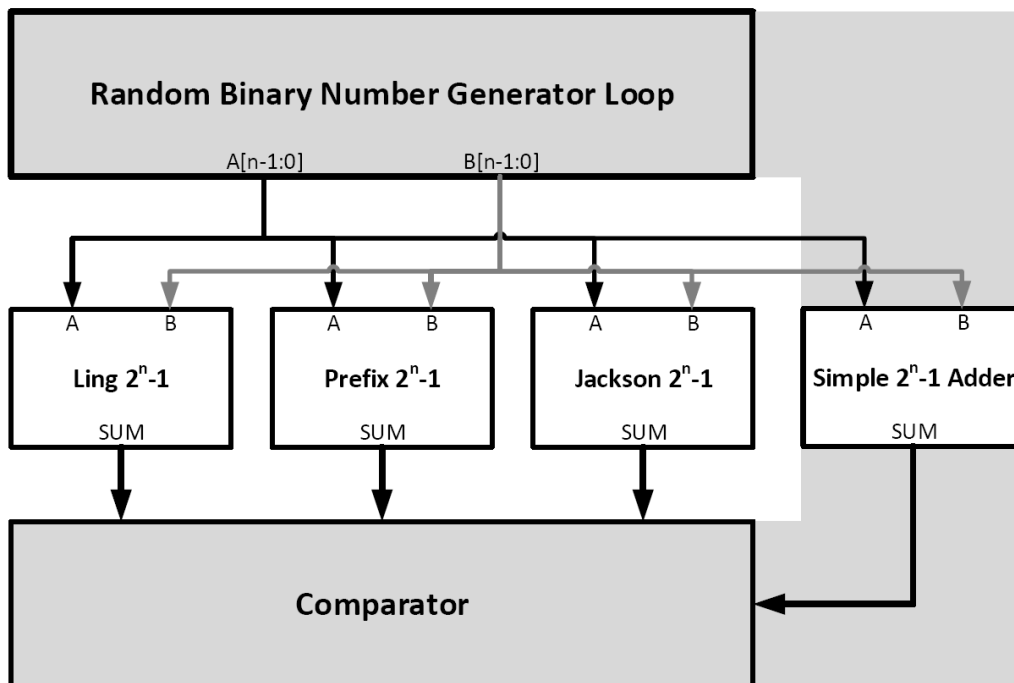 Random Binary Number Generator Loop
A[n-1:0] B[n-1:0]
A B A B A B A B
Ling 2ⁿ-1 Prefix 2ⁿ-1 Jackson 2ⁿ-1 Simple 2ⁿ-1 Adder
SUM SUM SUM SUM
Comparator